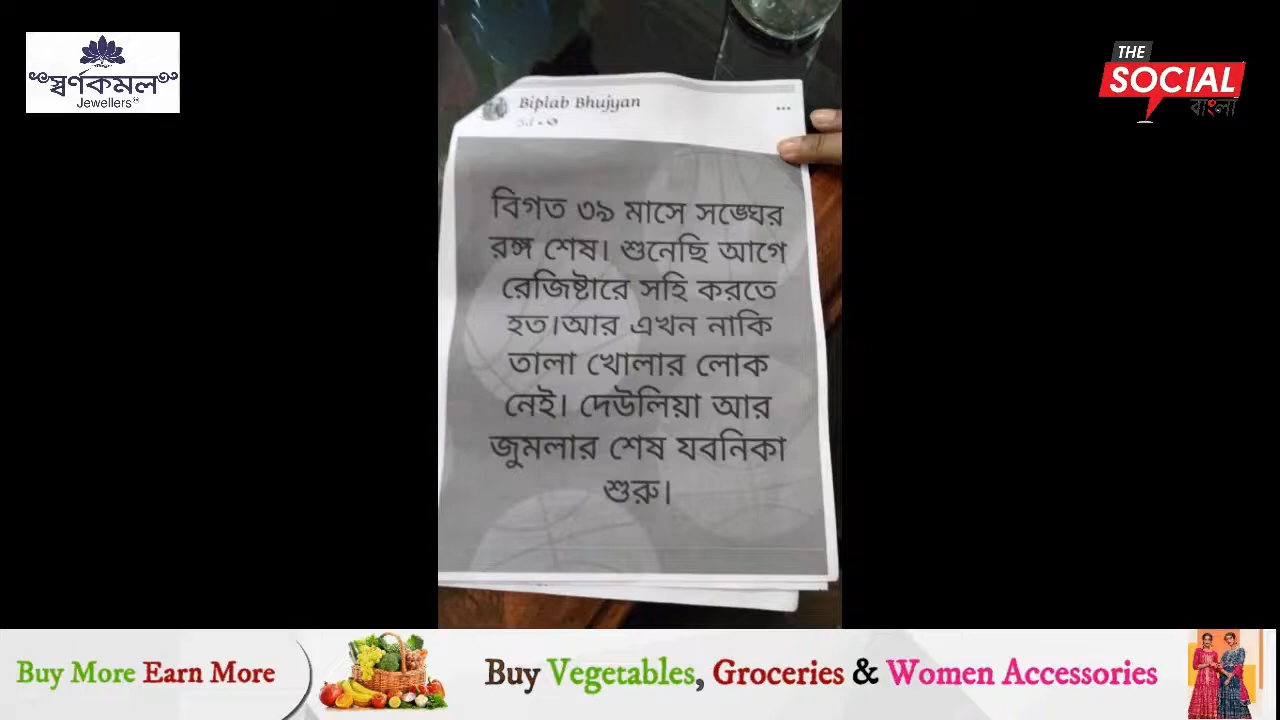 স্বর্ণকমল
Jewellers
THE
SOCIAL
বাংলা
Biplab Bhujyan
বিগত ৩৯ মাসে সঙ্ঘের
রঙ্গ শেষ। শুনেছি আগে
রেজিষ্টারে সহি করতে
হত।আর এখন নাকি
তালা খোলার লোক
নেই। দেউলিয়া আর
জুমলার শেষ যবনিকা
শুরু।
Buy More Earn More
Buy Vegetables, Groceries & Women Accessories